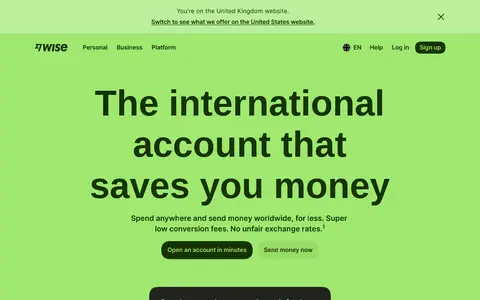 You're on the United Kingdom website.
Switch to see what we offer on the United States website.
WISE Personal Business Platform EN Help Log in Sign up
The international
account that
saves you money
Spend anywhere and send money worldwide, for less. Super
low conversion fees. No unfair exchange rates.1
Open an account in minutes Send money now